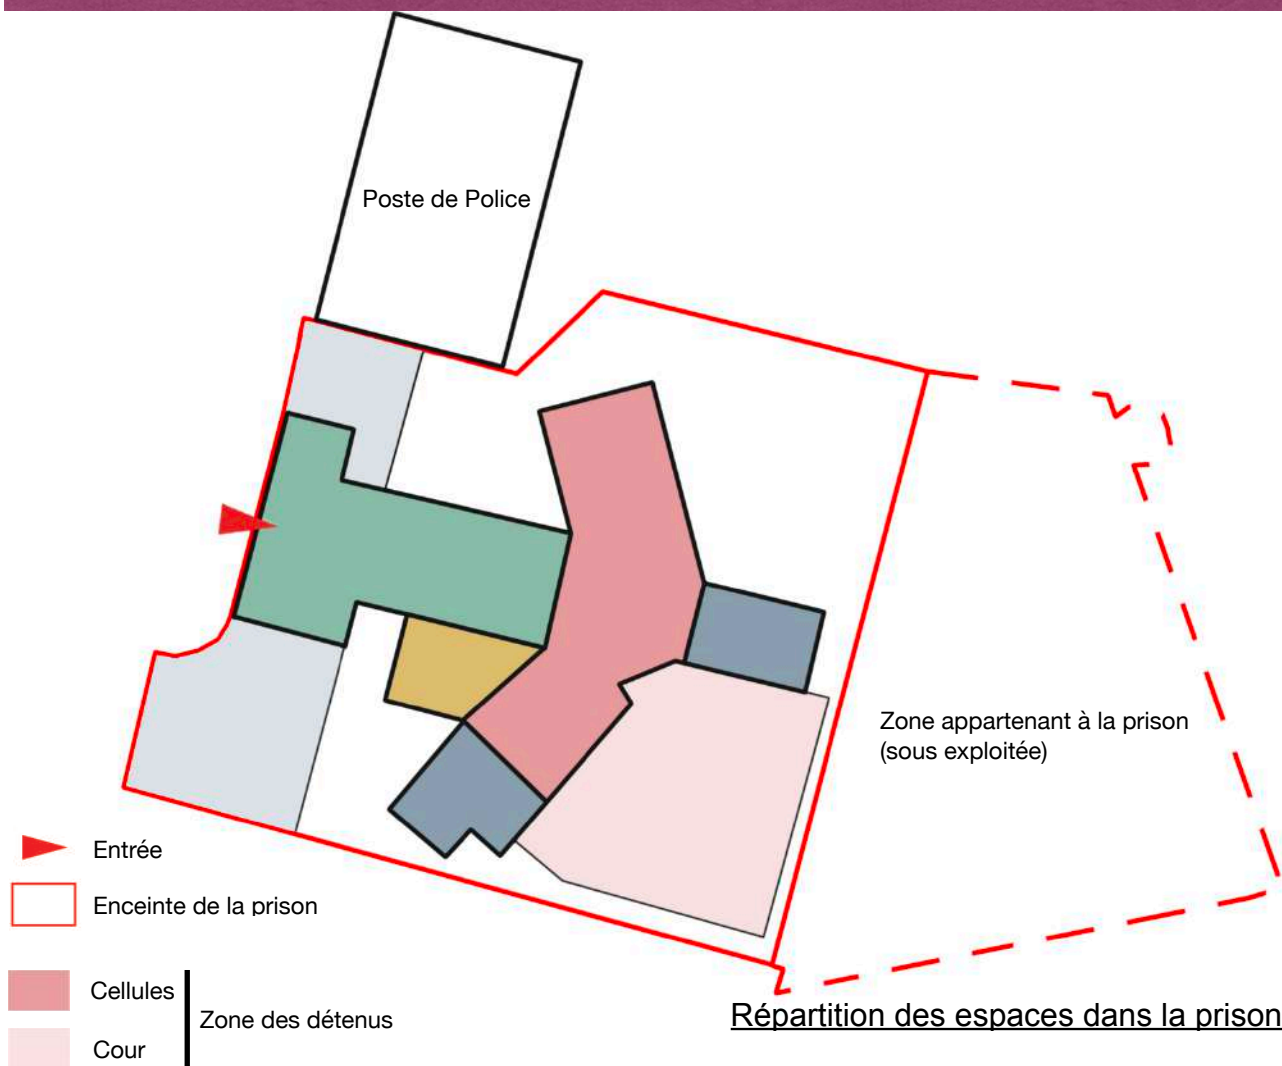 Poste de Police
Zone appartenant à la prison
(sous exploitée)
Entrée
Enceinte de la prison
Cellules
Zone des détenus
Cour
Répartition des espaces dans la prison